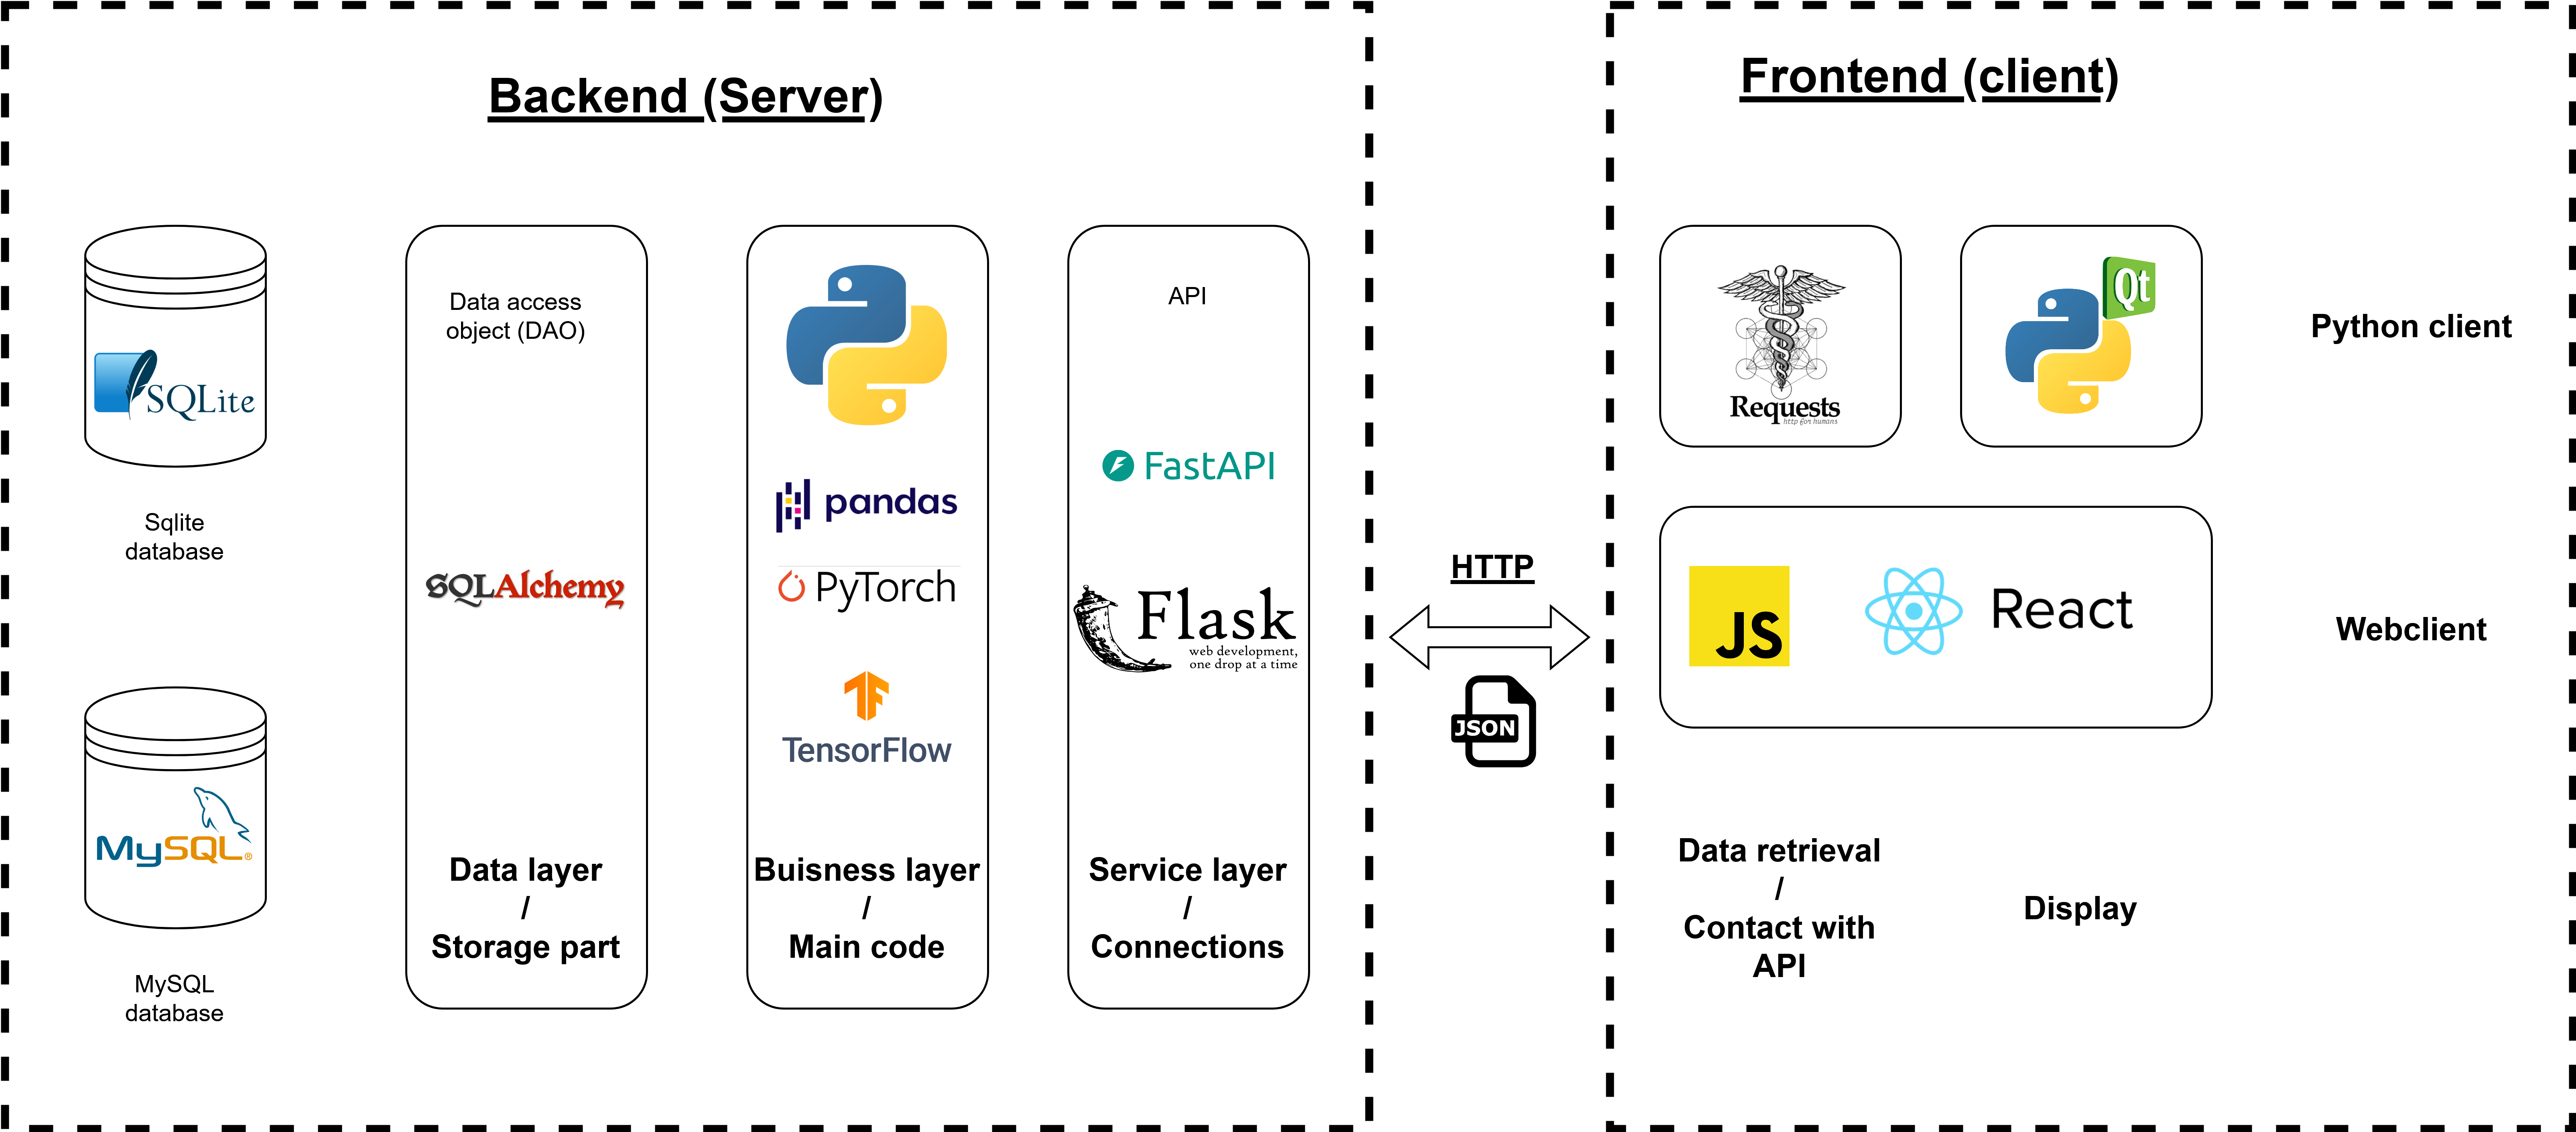 Backend (Server)
Frontend (client)
SQLite
Sqlite
database
MySQL®
MySQL
database
Data access
object (DAO)
SQLAlchemy
Data layer
/
Storage part
pandas
PyTorch
TensorFlow
Buisness layer
/
Main code
API
FastAPI
Flask
web development,
one drop at a time
Service layer
/
Connections
HTTP
JSON
Requests
http for humans
Qt
Python client
JS
React
Webclient
Data retrieval
/
Contact with
API
Display